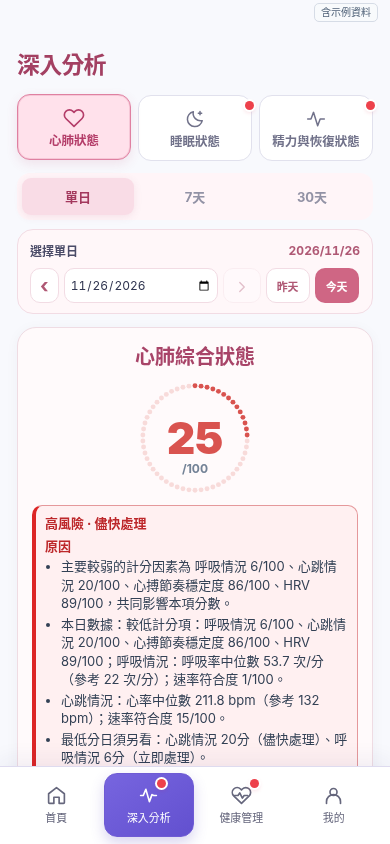 含示例資料
深入分析
心肺狀態
睡眠狀態
精力與恢復狀態
單日
7天
30天
選擇單日
2026/11/26
11/26/2026
昨天
今天
心肺綜合狀態
25
/100
高風險 · 儘快處理
原因
• 主要較弱的計分因素為 呼吸情況 6/100、心跳情
況 20/100、心搏節奏穩定度 86/100、HRV
89/100，共同影響本項分數。
• 本日數據：較低計分項：呼吸情況 6/100、心跳情
況 20/100、心搏節奏穩定度 86/100、HRV
89/100；呼吸情況：呼吸率中位數 53.7 次/分
（參考 22 次/分）；速率符合度 1/100。
• 心跳情況：心率中位數 211.8 bpm（參考 132
bpm）；速率符合度 15/100。
• 最低分日須另看：心跳情況 20分（儘快處理）、呼
吸情況 6分（立即處理）。
首頁
深入分析
健康管理
我的